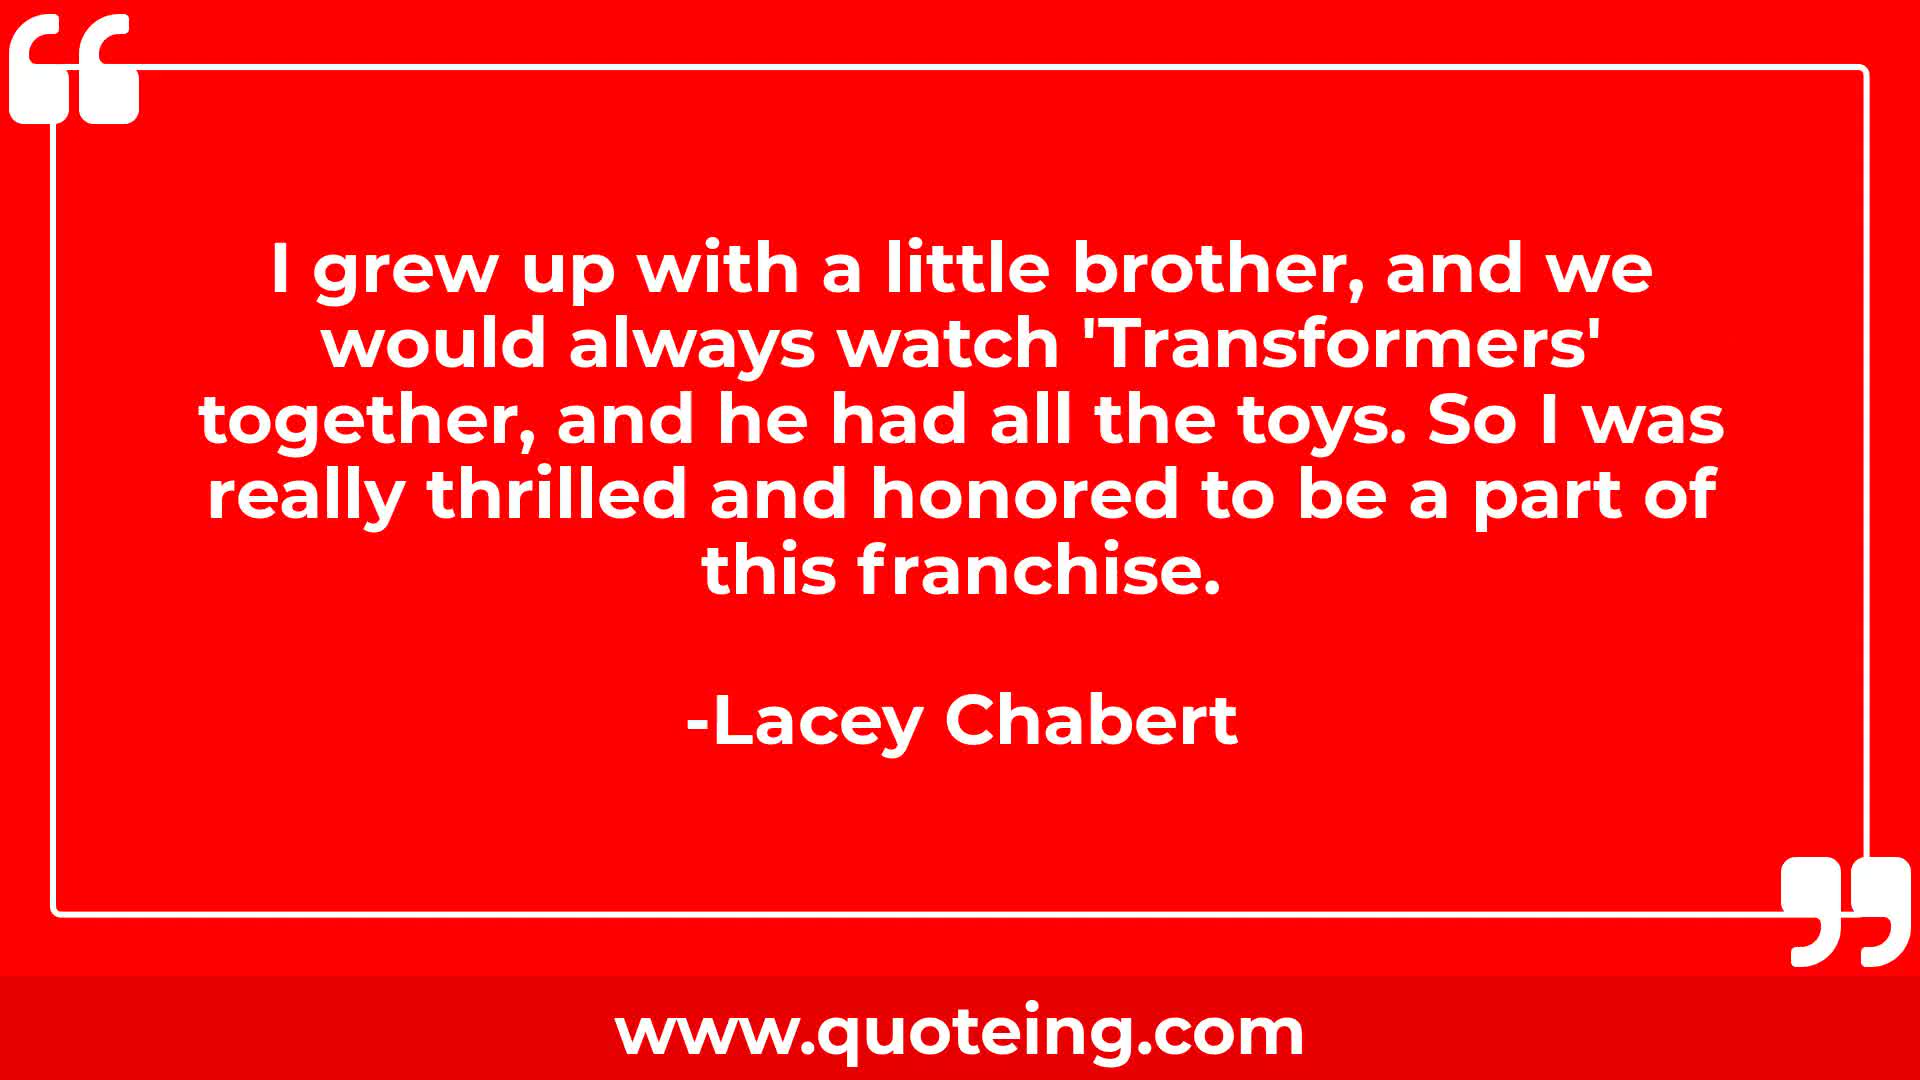 I grew up with a little brother, and we
would always watch 'Transformers'
together, and he had all the toys. So I was
really thrilled and honored to be a part of
this franchise.
-Lacey Chabert
www.quoteing.com